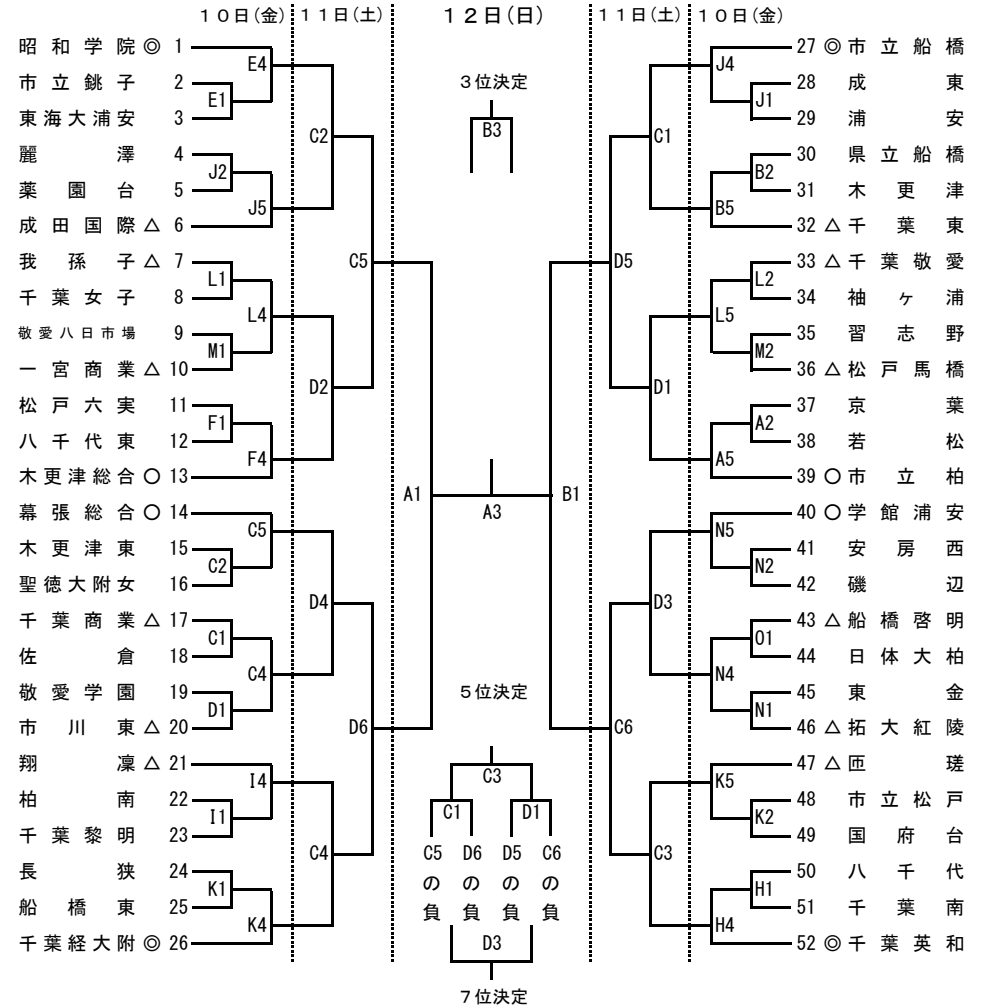 １０日（金） １１日（土） １２日（日） １１日（土） １０日（金）
昭和学院 ◎ 1
市立銚子 2
東海大浦安 3
麗澤 4
薬園台 5
成田国際 △ 6
我孫子 △ 7
千葉女子 8
敬愛八日市場 9
一宮商業 △ 10
松戸六実 11
八千代東 12
木更津総合 ○ 13
幕張総合 ○ 14
木更津東 15
聖徳大附女 16
千葉商業 △ 17
佐倉 18
敬愛学園 19
市川東 △ 20
翔凜 △ 21
柏南 22
千葉黎明 23
長狭 24
船橋東 25
千葉経大附 ◎ 26
E4
E1
J2
J5
L1
L4
M1
F1
F4
C5
C2
C1
C4
D1
I4
I1
K1
K4
C2
D2
D4
C4
C5
D6
A1
３位決定
B3
A3
５位決定
C3
C1 D1
C5の負 D6の負 D5の負 C6の負
D3
７位決定
B1
D5
C6
C1
D1
D3
C3
J4
J1
B2
B5
L2
L5
M2
A2
A5
N5
N2
O1
N4
N1
K5
K2
H1
H4
27 ◎ 市立船橋
28 成東
29 浦安
30 県立船橋
31 木更津
32 △ 千葉東
33 △ 千葉敬愛
34 袖ヶ浦
35 習志野
36 △ 松戸馬橋
37 京葉
38 若松
39 ○ 市立柏
40 ○ 学館浦安
41 安房西
42 磯辺
43 △ 船橋啓明
44 日体大柏
45 東金
46 △ 拓大紅陵
47 △ 匝瑳
48 市立松戸
49 国府台
50 八千代
51 千葉南
52 ◎ 千葉英和